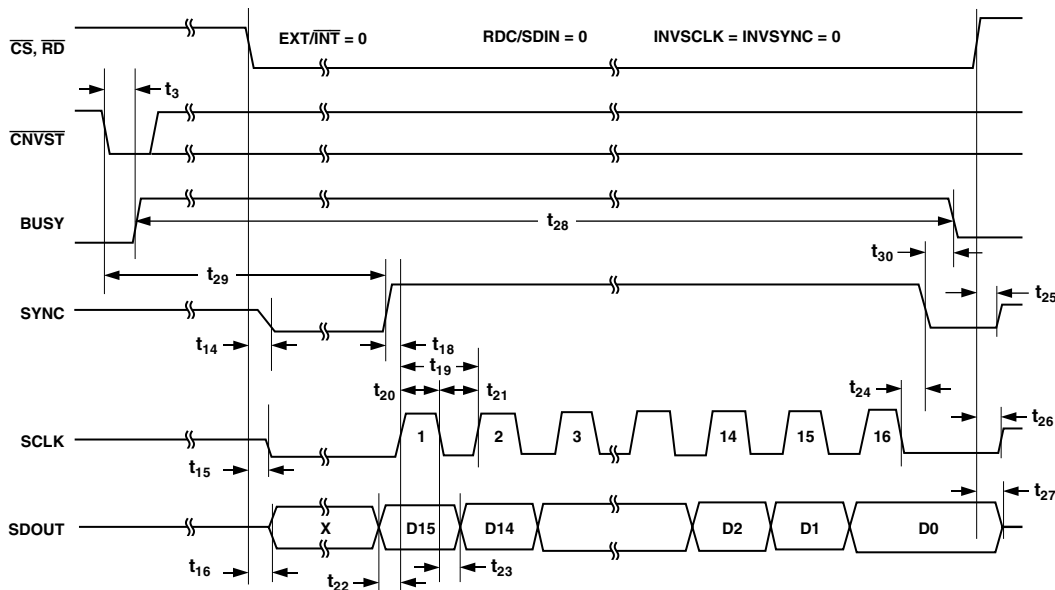 EXT/INT = 0 RDC/SDIN = 0 INVSCLK = INVSYNC = 0
CS, RD
t3
CNVST
BUSY
t28
t30
t29
t25
SYNC
t14
t18
t19
t20
t21
t24
t26
SCLK
1 2 3 14 15 16
t15
t27
SDOUT
X D15 D14 D2 D1 D0
t16
t22
t23